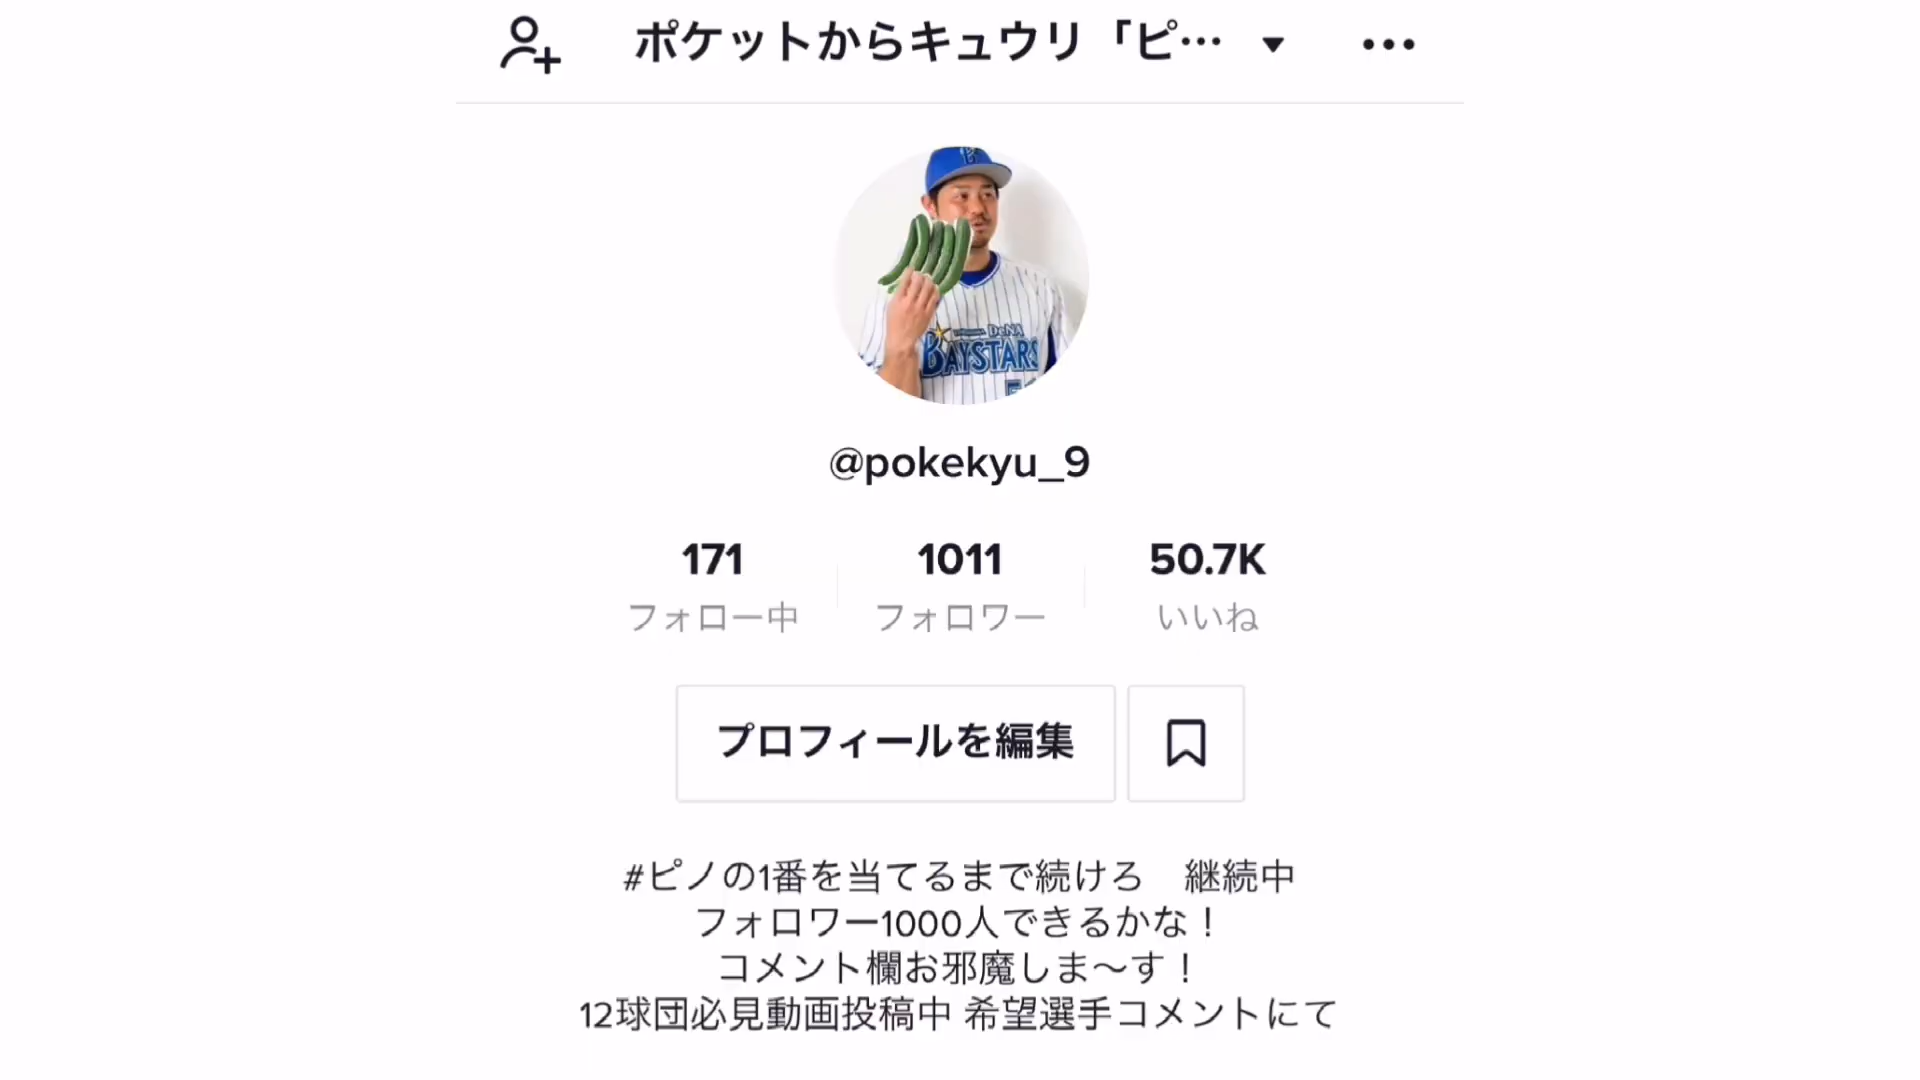 ポケットからキュウリ「ピ…
DeNA
BAYSTARS
@pokekyu_9
171
1011
50.7K
フォロー中
フォロワー
いいね
プロフィールを編集
#ピノの1番を当てるまで続けろ　継続中
フォロワー1000人できるかな！
コメント欄お邪魔しま〜す！
12球団必見動画投稿中 希望選手コメントにて